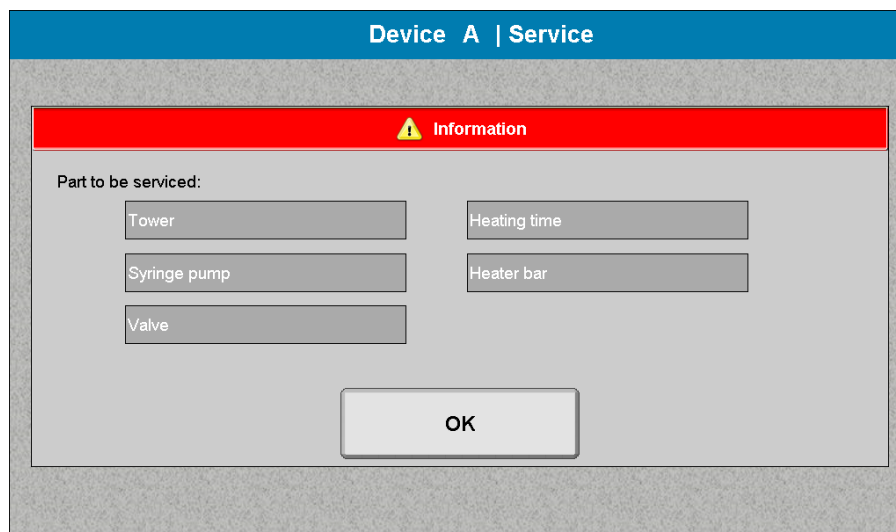 Device A | Service
Information
Part to be serviced:
Tower
Heating time
Syringe pump
Heater bar
Valve
OK